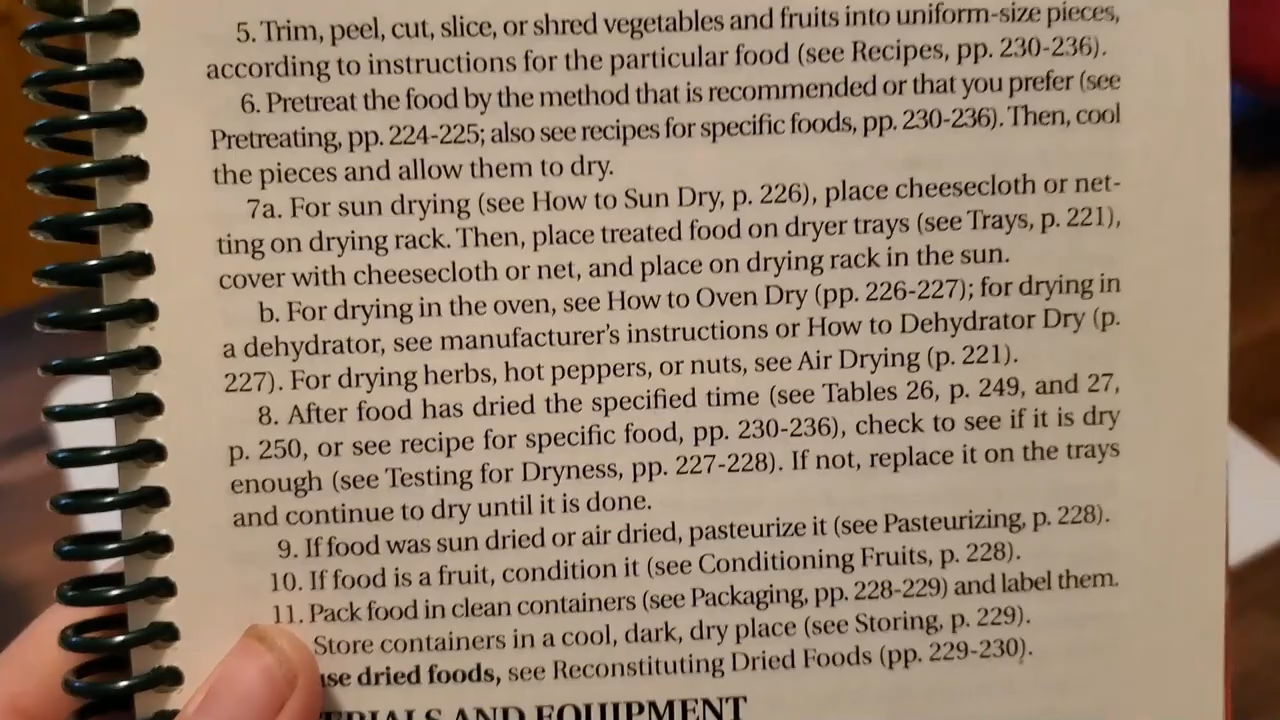 5. Trim, peel, cut, slice, or shred vegetables and fruits into uniform-size pieces,
according to instructions for the particular food (see Recipes, pp. 230-236).
6. Pretreat the food by the method that is recommended or that you prefer (see
Pretreating, pp. 224-225; also see recipes for specific foods, pp. 230-236). Then, cool
the pieces and allow them to dry.
7a. For sun drying (see How to Sun Dry, p. 226), place cheesecloth or net-
ting on drying rack. Then, place treated food on dryer trays (see Trays, p. 221),
cover with cheesecloth or net, and place on drying rack in the sun.
b. For drying in the oven, see How to Oven Dry (pp. 226-227); for drying in
a dehydrator, see manufacturer's instructions or How to Dehydrator Dry (p.
227). For drying herbs, hot peppers, or nuts, see Air Drying (p. 221).
8. After food has dried the specified time (see Tables 26, p. 249, and 27,
p. 250, or see recipe for specific food, pp. 230-236), check to see if it is dry
enough (see Testing for Dryness, pp. 227-228). If not, replace it on the trays
and continue to dry until it is done.
9. If food was sun dried or air dried, pasteurize it (see Pasteurizing, p. 228).
10. If food is a fruit, condition it (see Conditioning Fruits, p. 228).
11. Pack food in clean containers (see Packaging, pp. 228-229) and label them.
Store containers in a cool, dark, dry place (see Storing, p. 229).
dried foods, see Reconstituting Dried Foods (pp. 229-230).
AND EQUIPMENT